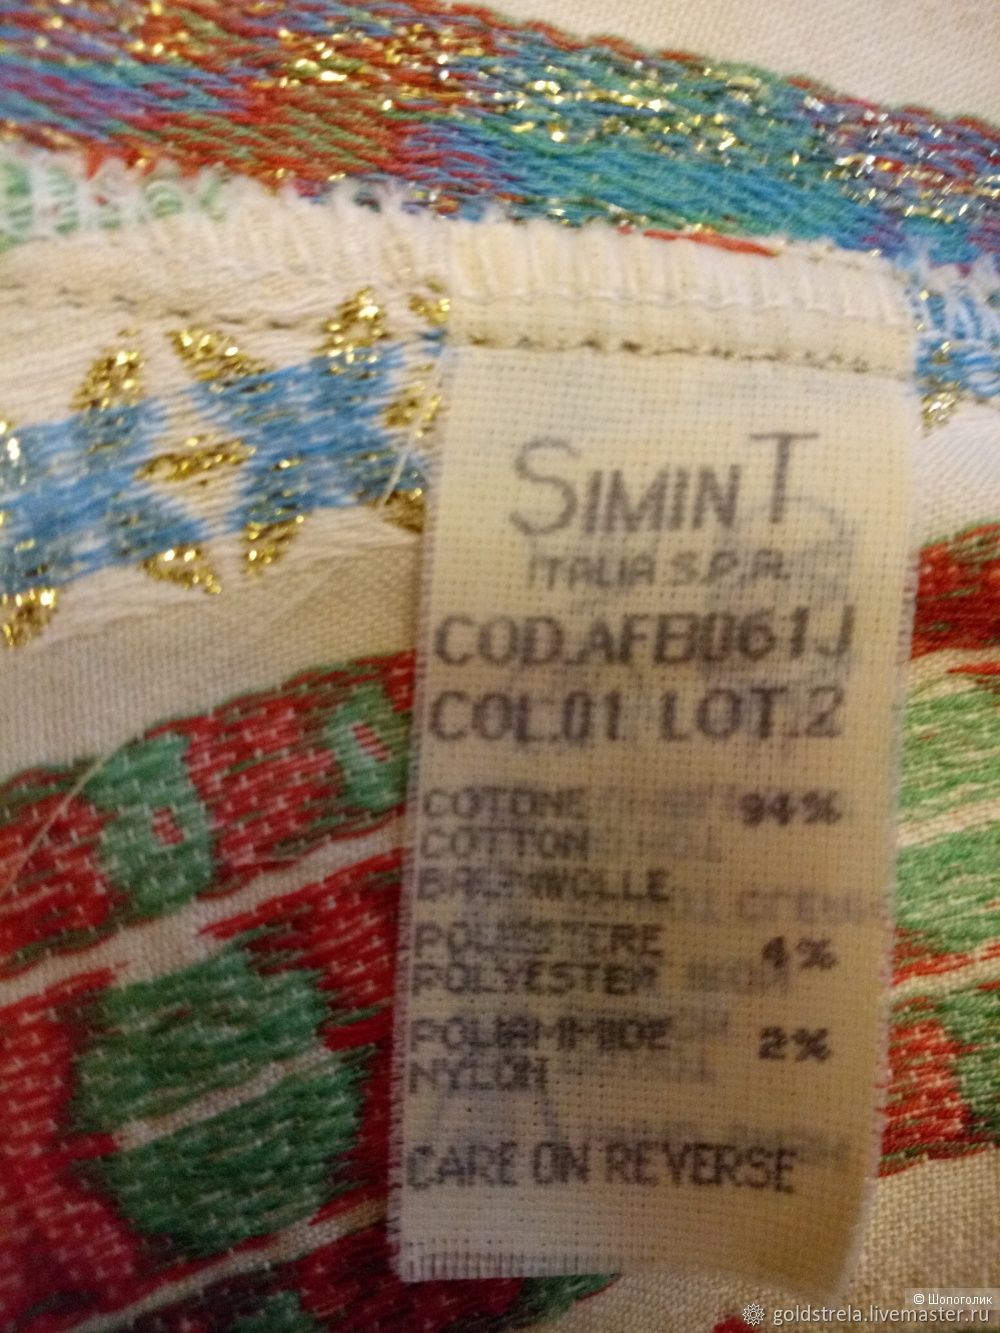 SIMINT
ITALIA S.P.A.
COD.AFB061J
COL.01 LOT.2
COTONE 94%
COTTON
BAUMWOLLE
POLIESTERE 4%
POLYESTER
POLIAMMIDE 2%
NYLON
CARE ON REVERSE
© Шопоголик
goldstrela.livemaster.ru